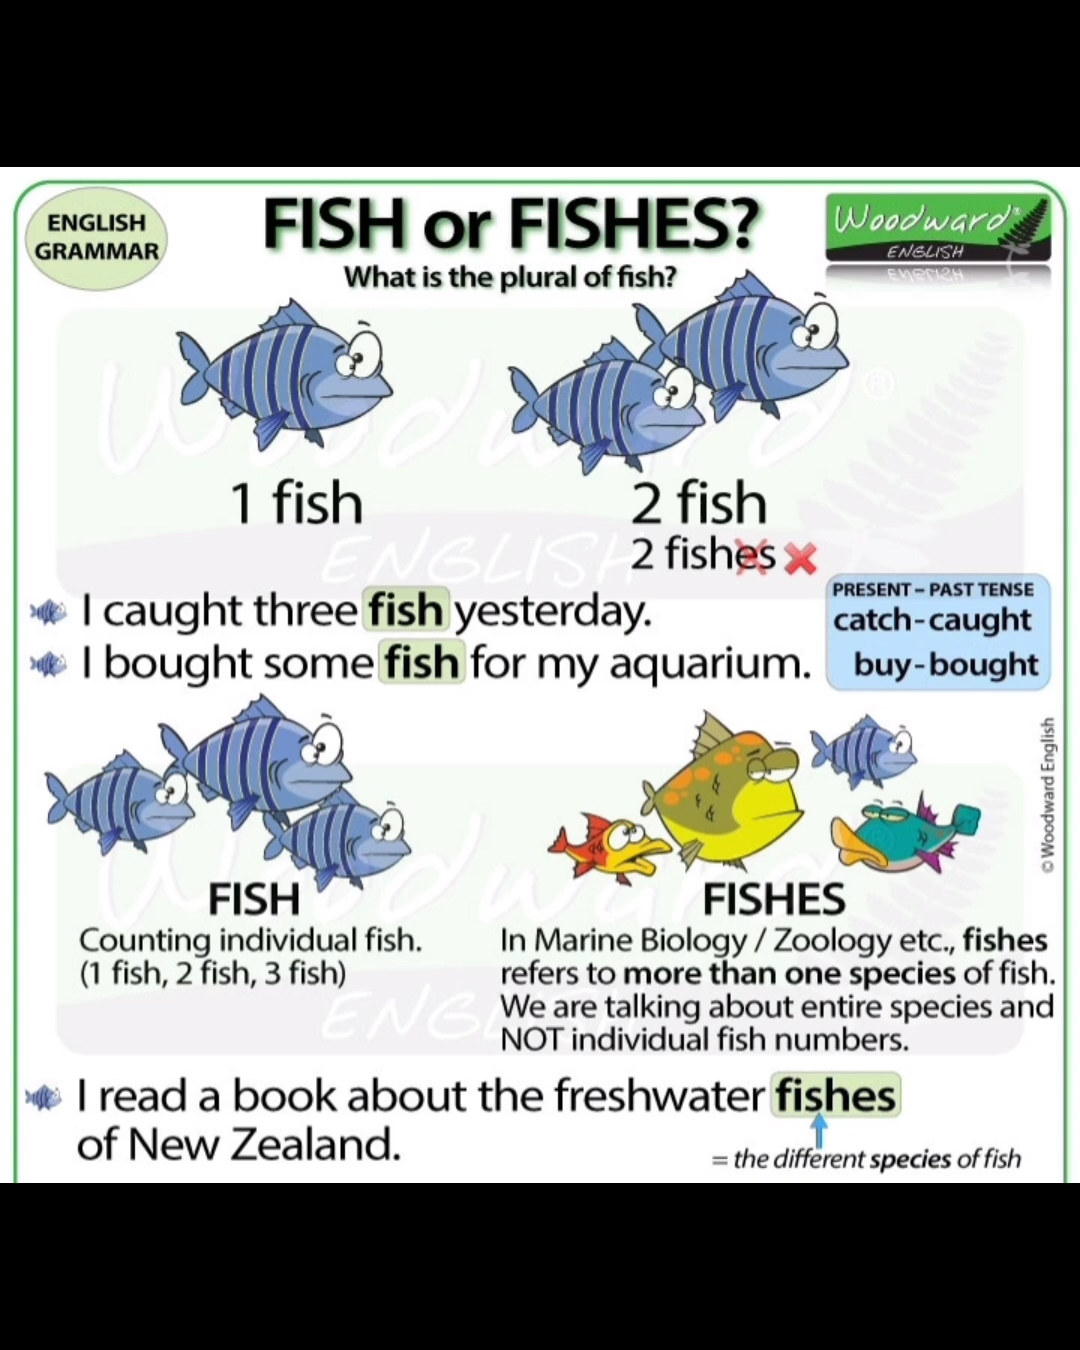 ENGLISH
GRAMMAR
FISH or FISHES?
What is the plural of fish?
Woodward®
ENGLISH
1 fish
2 fish
2 fishes
I caught three fish yesterday.
I bought some fish for my aquarium.
PRESENT – PAST TENSE
catch - caught
buy - bought
© Woodward English
FISH
Counting individual fish.
(1 fish, 2 fish, 3 fish)
FISHES
In Marine Biology / Zoology etc., fishes
refers to more than one species of fish.
We are talking about entire species and
NOT individual fish numbers.
I read a book about the freshwater fishes
of New Zealand.
= the different species of fish
Woodward®
ENGLISH
Woodward
ENGLISH